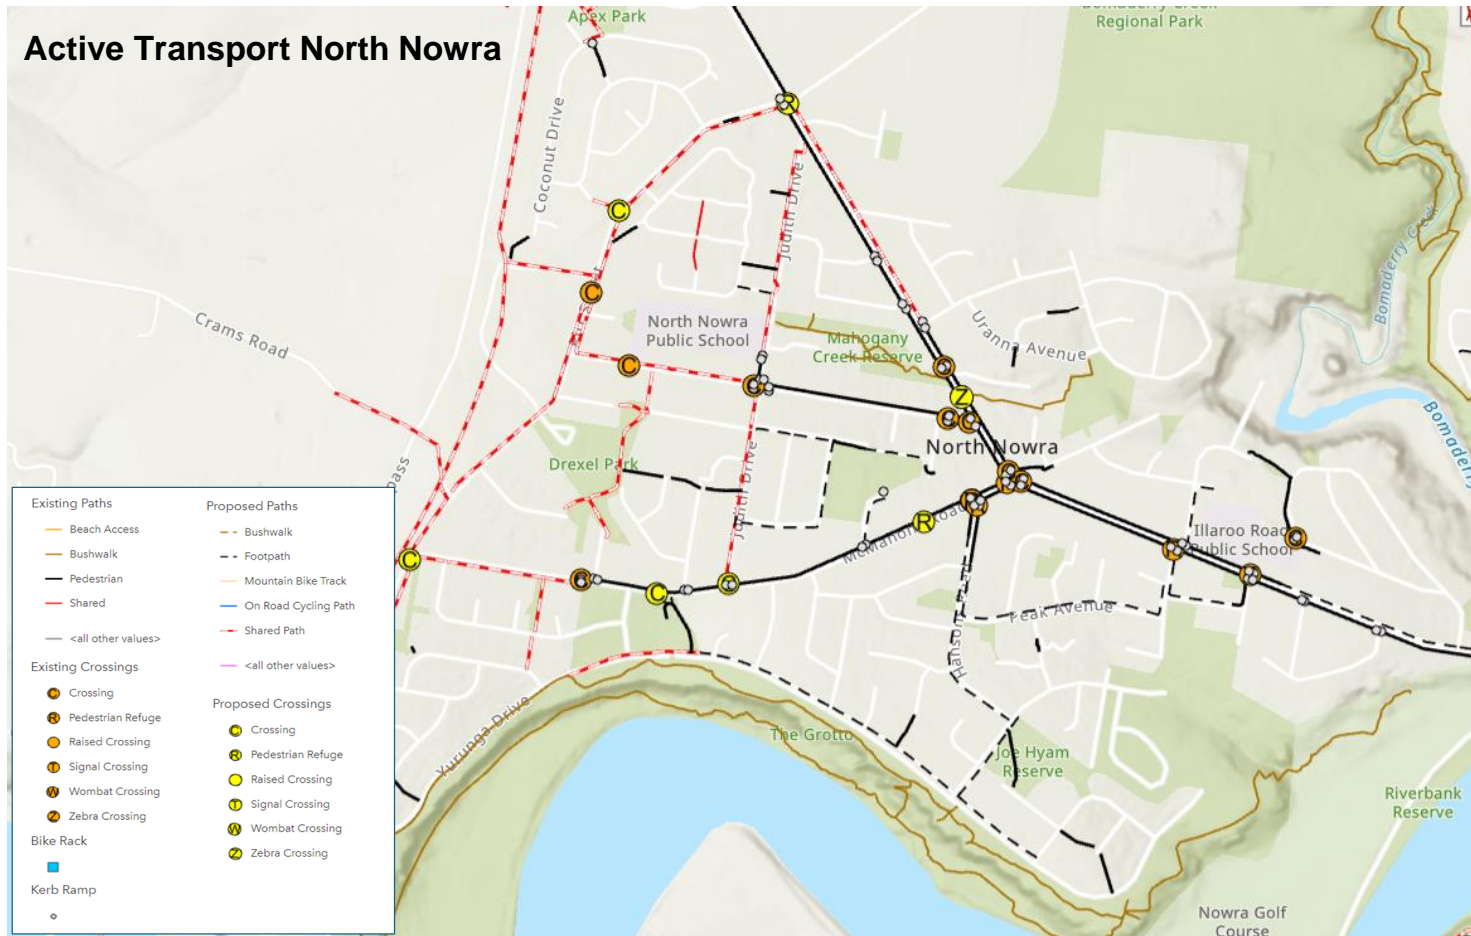 Active Transport North Nowra
Apex Park
Regional Park
Coconut Drive
Judith Drive
Bomaderry Creek
Crams Road
North Nowra
Public School
Mahogany
Creek Reserve
Uranna Avenue
North Nowra
Drexel Park
Judith Drive
McMahons Road
Illaroo Road
Public School
Peak Avenue
Yurunga Drive
The Grotto
Joe Hyam
Reserve
Riverbank
Reserve
Nowra Golf
Course
Existing Paths
Beach Access
Bushwalk
Pedestrian
Shared
<all other values>
Existing Crossings
C Crossing
R Pedestrian Refuge
Raised Crossing
T Signal Crossing
W Wombat Crossing
Z Zebra Crossing
Bike Rack
Kerb Ramp
Proposed Paths
Bushwalk
Footpath
Mountain Bike Track
On Road Cycling Path
Shared Path
<all other values>
Proposed Crossings
C Crossing
R Pedestrian Refuge
Raised Crossing
T Signal Crossing
W Wombat Crossing
Z Zebra Crossing